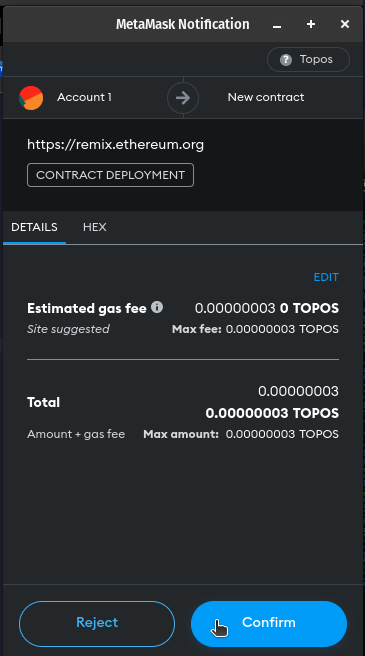 MetaMask Notification
? Topos
Account 1 New contract
https://remix.ethereum.org
CONTRACT DEPLOYMENT
DETAILS HEX
EDIT
Estimated gas fee 0.00000003 0 TOPOS
Site suggested Max fee: 0.00000003 TOPOS
0.00000003
Total
0.00000003 TOPOS
Amount + gas fee Max amount: 0.00000003 TOPOS
Reject Confirm